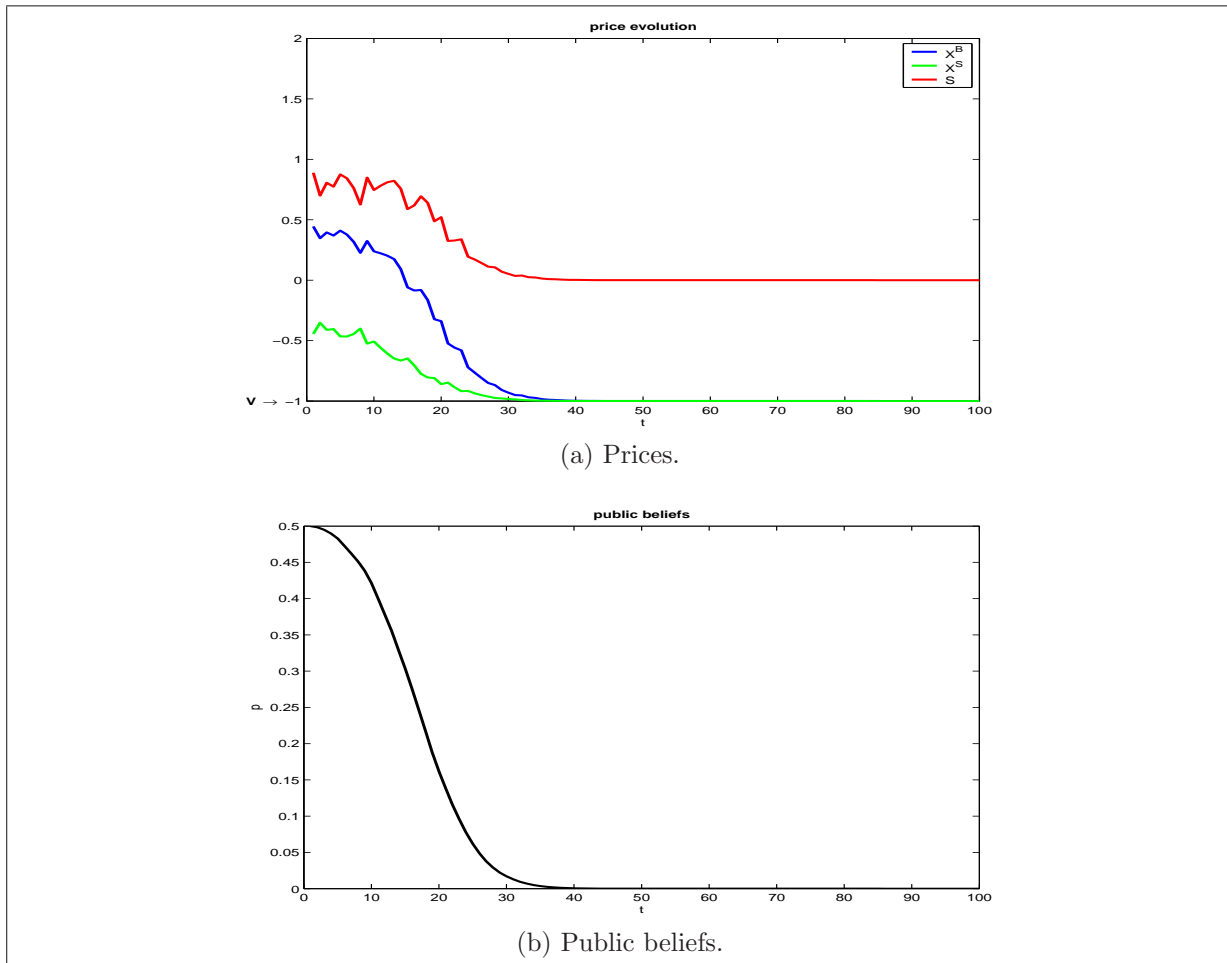 price evolution
2
1.5
1
0.5
0
−0.5
V → −1
X^B
X^S
S
0 10 20 30 40 50 60 70 80 90 100
t
(a) Prices.
public beliefs
0.5
0.45
0.4
0.35
0.3
0.25
0.2
0.15
0.1
0.05
0
p
0 10 20 30 40 50 60 70 80 90 100
t
(b) Public beliefs.